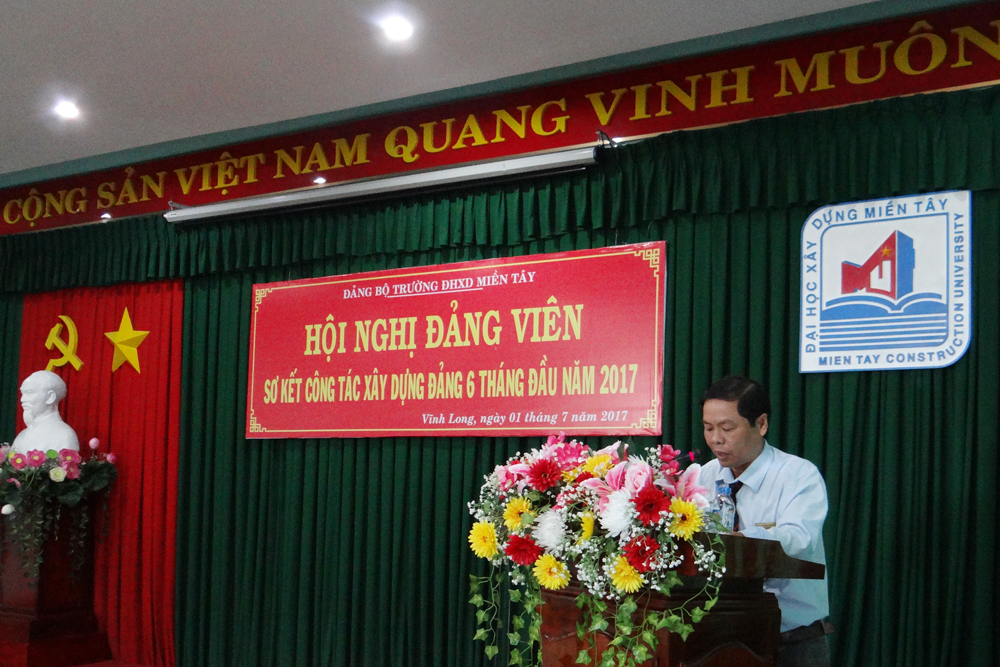 CỘNG SẢN VIỆT NAM QUANG VINH MUÔN
ĐẢNG BỘ TRƯỜNG ĐHXD MIỀN TÂY
HỘI NGHỊ ĐẢNG VIÊN
SƠ KẾT CÔNG TÁC XÂY DỰNG ĐẢNG 6 THÁNG ĐẦU NĂM 2017
Vĩnh Long, ngày 01 tháng 7 năm 2017
ĐẠI HỌC XÂY DỰNG MIỀN TÂY
MIEN TAY CONSTRUCTION UNIVERSITY